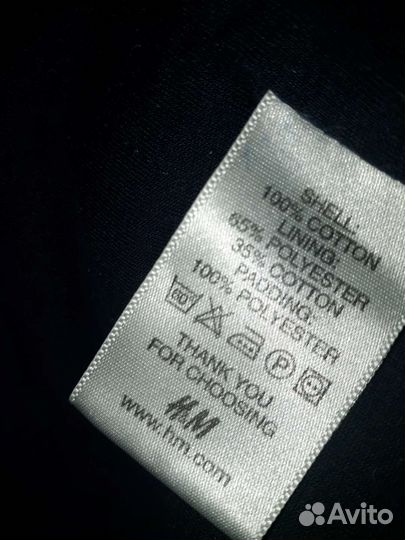 SHELL.
100% COTTON
LINING.
65% POLYESTER
35% COTTON
PADDING.
100% POLYESTER
THANK YOU
FOR CHOOSING
H&M
www.hm.com
Avito